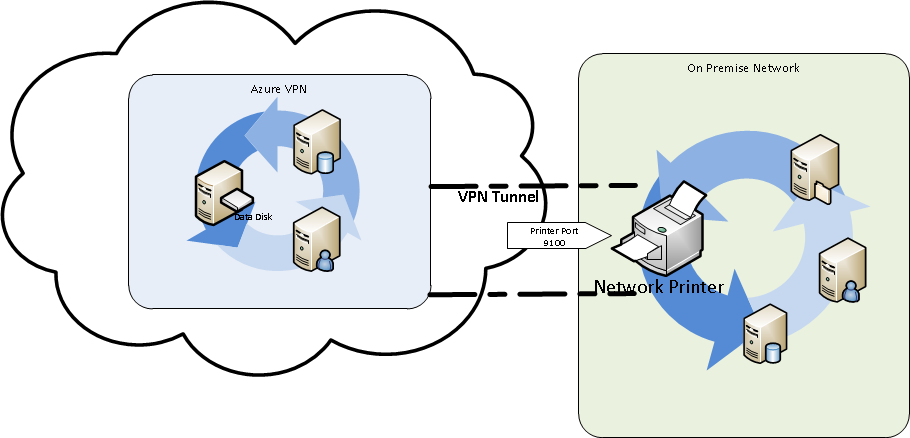 Azure VPN
On Premise Network
VPN Tunnel
Data Disk
Printer Port
9100
Network Printer